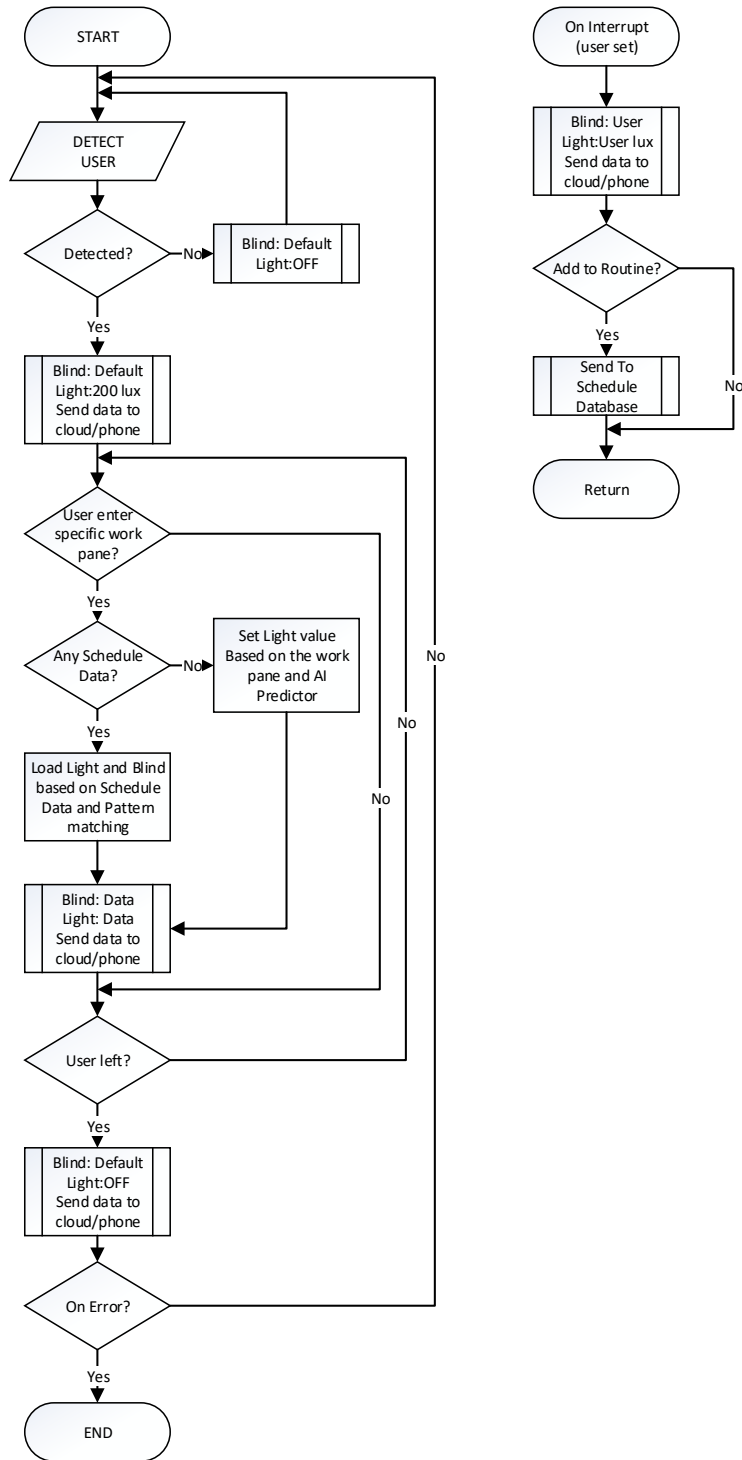 START
DETECT
USER
Detected?
No
Blind: Default
Light:OFF
Yes
Blind: Default
Light:200 lux
Send data to
cloud/phone
User enter
specific work
pane?
Yes
Any Schedule
Data?
No
Set Light value
Based on the work
pane and AI
Predictor
Yes
Load Light and Blind
based on Schedule
Data and Pattern
matching
Blind: Data
Light: Data
Send data to
cloud/phone
No
No
No
User left?
Yes
Blind: Default
Light:OFF
Send data to
cloud/phone
On Error?
Yes
END
On Interrupt
(user set)
Blind: User
Light:User lux
Send data to
cloud/phone
Add to Routine?
Yes
No
Send To
Schedule
Database
Return